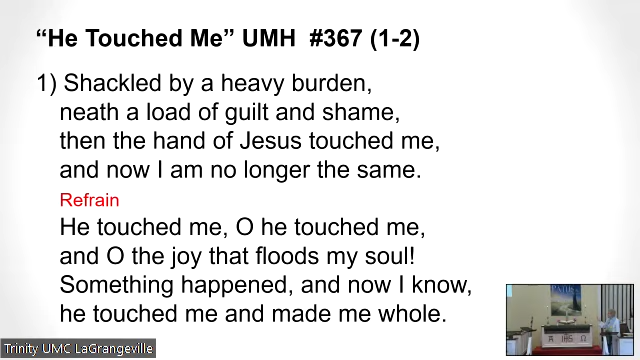 “He Touched Me” UMH  #367 (1-2)
1) Shackled by a heavy burden,
neath a load of guilt and shame,
then the hand of Jesus touched me,
and now I am no longer the same.
Refrain
He touched me, O he touched me,
and O the joy that floods my soul!
Something happened, and now I know,
he touched me and made me whole.
IHS
Trinity UMC LaGrangeville